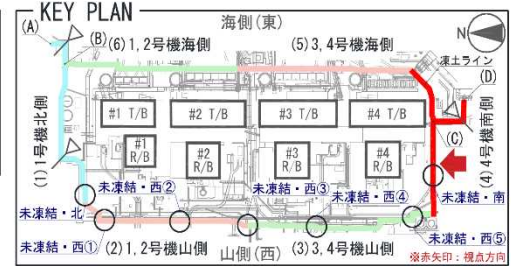 KEY PLAN
海側(東)
N
(A)
(B)
(6)1,2号機海側
(5)3,4号機海側
凍土ライン
(D)
#1 T/B
#2 T/B
#3 T/B
#4 T/B
(1)1号機北側
(C)
(4)4号機南側
#1
R/B
#2
R/B
#3
R/B
#4
R/B
未凍結・北
未凍結・西②
未凍結・西③
未凍結・西④
未凍結・南
未凍結・西①
(2)1,2号機山側
山側(西)
(3)3,4号機山側
未凍結・西⑤
※赤矢印:視点方向